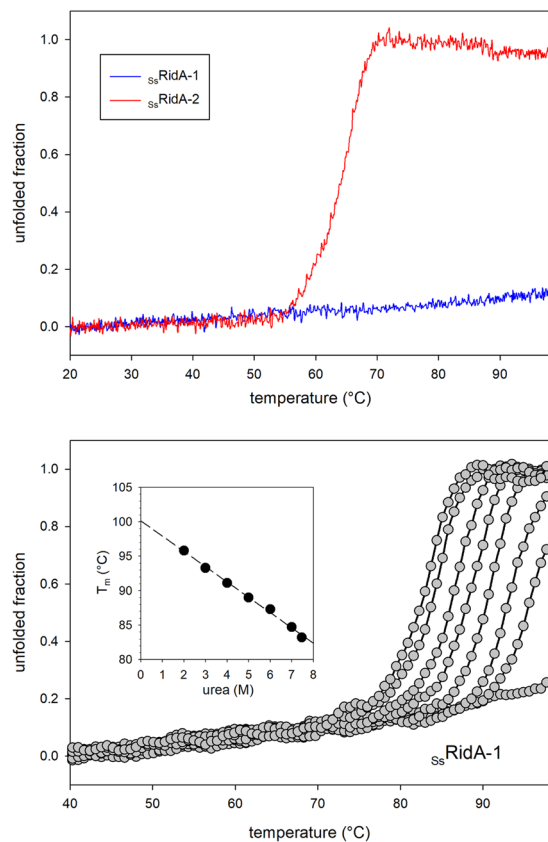 1.0
0.8
0.6
0.4
0.2
0.0
unfolded fraction
SsRidA-1
SsRidA-2
20 30 40 50 60 70 80 90
temperature (°C)
1.0
0.8
0.6
0.4
0.2
0.0
unfolded fraction
105
100
95
90
85
80
Tm (°C)
0 1 2 3 4 5 6 7 8
urea (M)
SsRidA-1
40 50 60 70 80 90
temperature (°C)